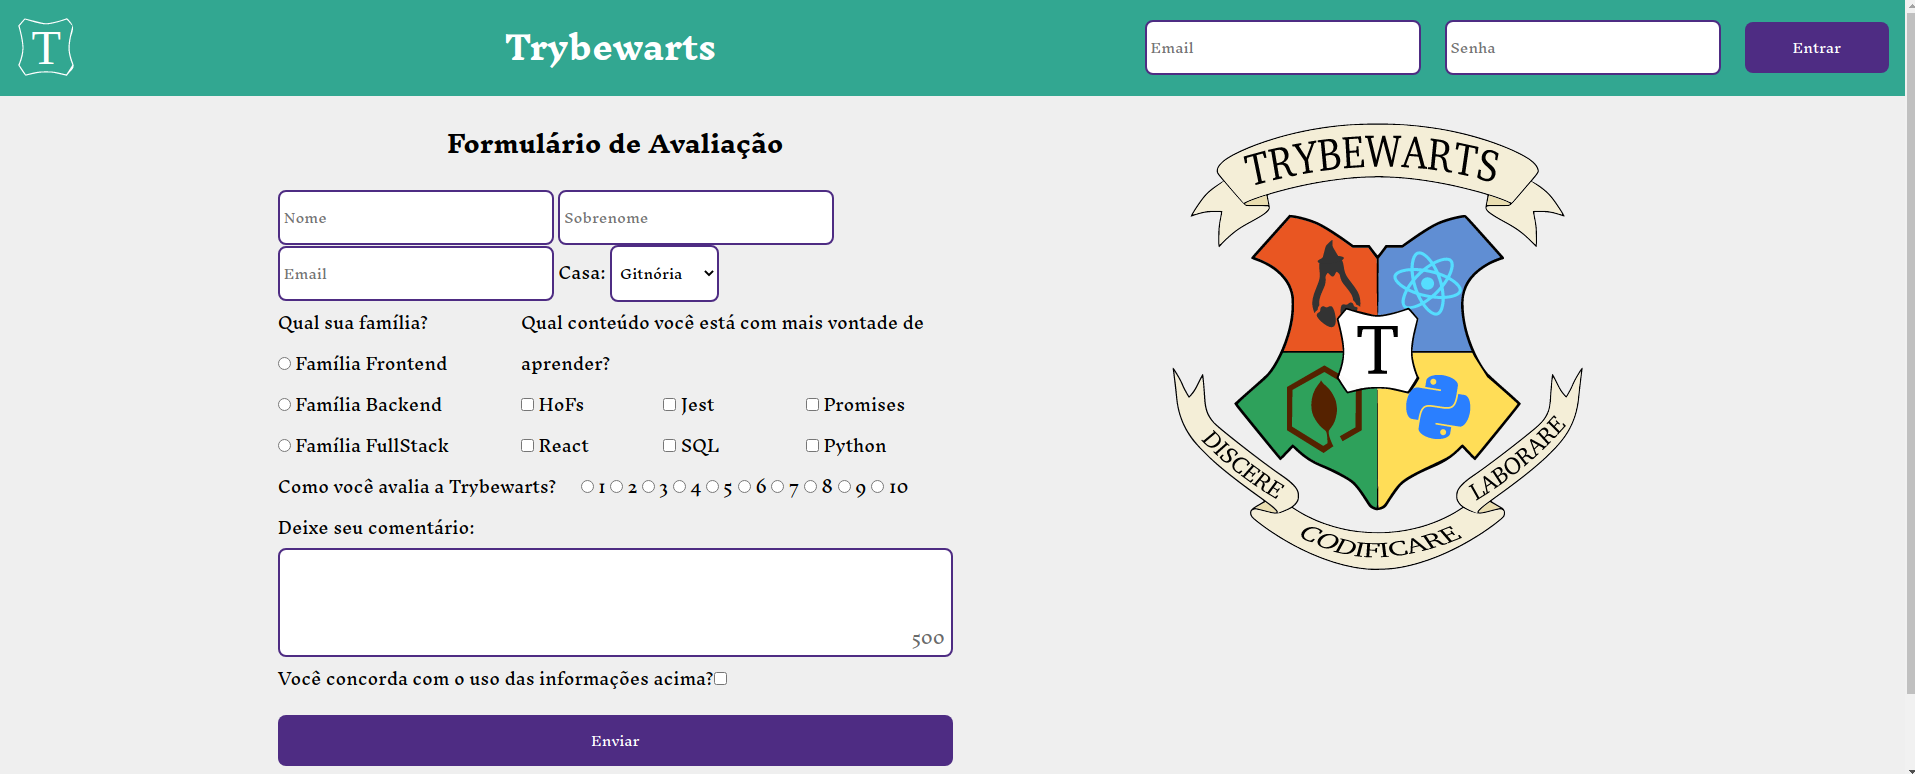 T
Trybewarts
Email
Senha
Entrar
Formulário de Avaliação
Nome
Sobrenome
Email
Casa: Gitnória
Qual sua família?
Família Frontend
Família Backend
Família FullStack
Qual conteúdo você está com mais vontade de
aprender?
HoFs
Jest
Promises
React
SQL
Python
Como você avalia a Trybewarts? 1 2 3 4 5 6 7 8 9 10
Deixe seu comentário:
500
Você concorda com o uso das informações acima?
Enviar
TRYBEWARTS
T
DISCERE
CODIFICARE
LABORARE